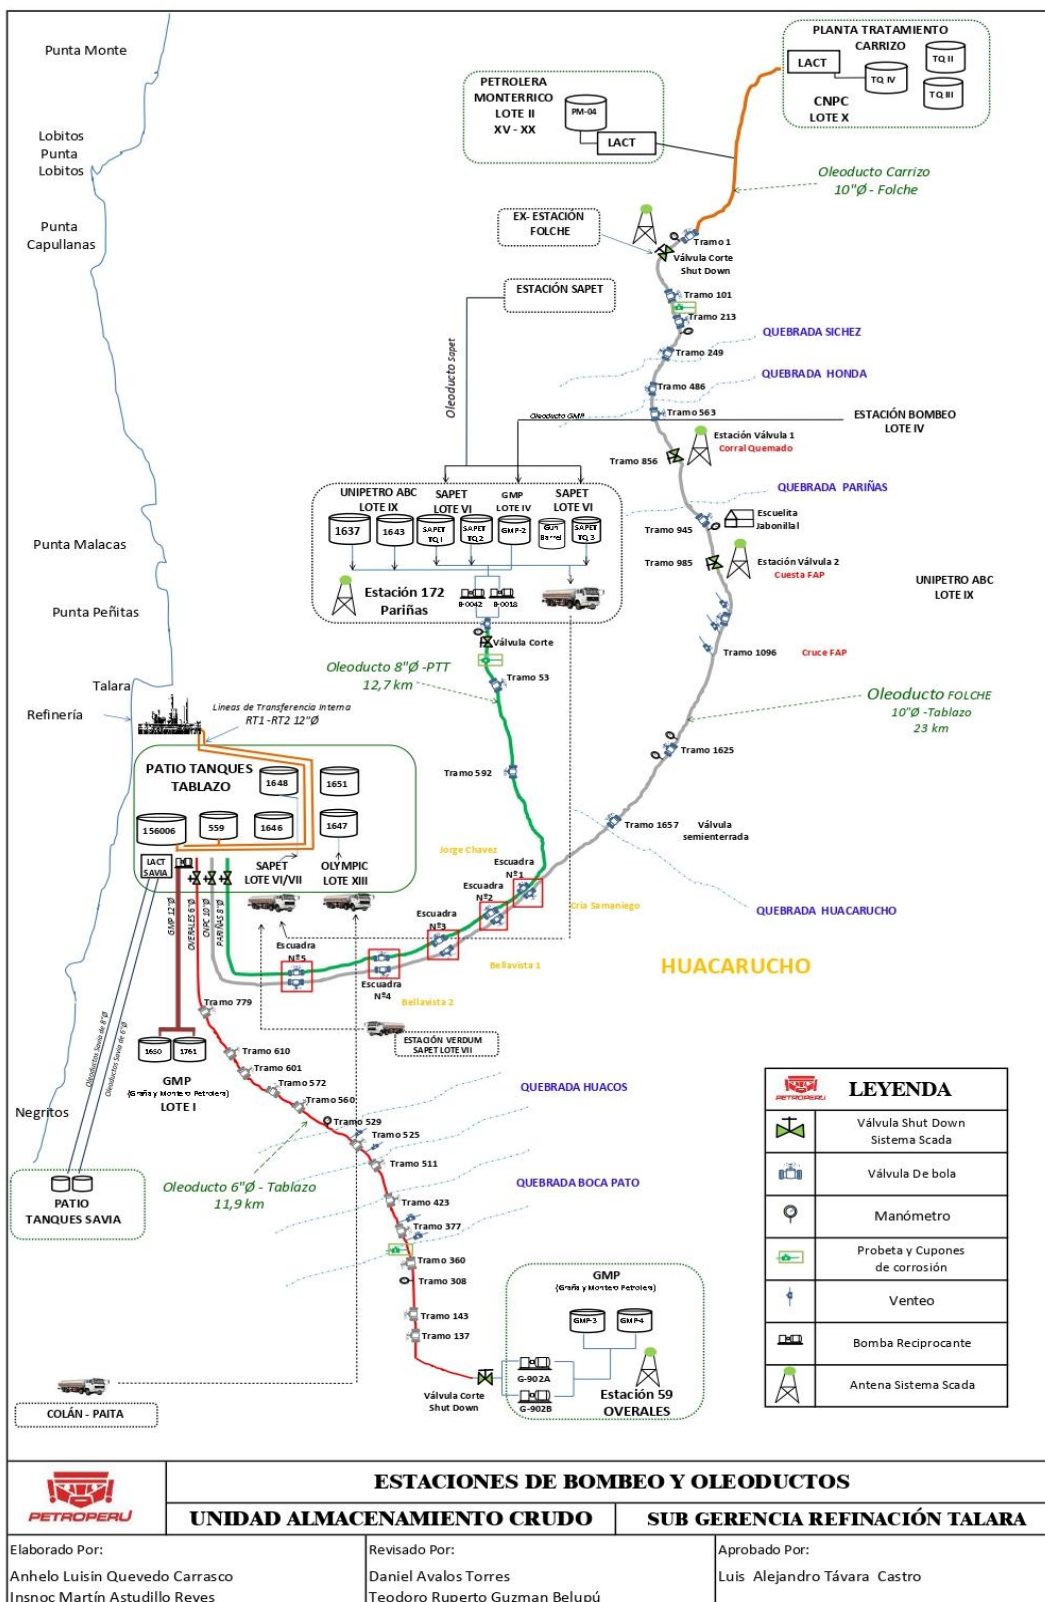 Punta Monte
Lobitos
Punta
Lobitos
Punta
Capullanas
Punta Malacas
Punta Peñitas
Talara
Refinería
Negritos
PLANTA TRATAMIENTO
CARRIZO
LACT
TQ II
TQ IV
TQ III
CNPC
LOTE X
PETROLERA
MONTERRICO
LOTE II
XV - XX
PM-04
LACT
Oleoducto Carrizo
10"Ø - Folche
EX- ESTACIÓN
FOLCHE
Tramo 1
Válvula Corte
Shut Down
ESTACIÓN SAPET
Tramo 101
Tramo 213
QUEBRADA SICHEZ
Tramo 249
Oleoducto Sapet
QUEBRADA HONDA
Tramo 486
Oleoducto GMP
Tramo 563
ESTACIÓN BOMBEO
LOTE IV
Estación Válvula 1
Corral Quemado
Tramo 856
QUEBRADA PARIÑAS
UNIPETRO ABC
LOTE IX
SAPET
LOTE VI
GMP
LOTE IV
SAPET
LOTE VI
1637
1643
SAPET
TQ 1
SAPET
TQ 2
GMP-2
Gun
Barrel
SAPET
TQ 3
Estación 172
Pariñas
B-0042
B-0018
Tramo 945
Escuelita
Jabonillal
Tramo 985
Estación Válvula 2
Cuesta FAP
UNIPETRO ABC
LOTE IX
Válvula Corte
Tramo 1096
Cruce FAP
Oleoducto 8"Ø -PTT
12,7 km
Tramo 53
Oleoducto FOLCHE
10"Ø -Tablazo
23 km
Lineas de Transferencia Interna
RT1 -RT2 12"Ø
Tramo 1625
PATIO TANQUES
TABLAZO
1648
1651
156006
559
1646
1647
LACT
SAVIA
SAPET
LOTE VI/VII
OLYMPIC
LOTE XIII
Tramo 592
Tramo 1657
Válvula
semienterrada
Jorge Chavez
Escuadra
Nº1
Escuadra
Nº2
Cria Samaniego
QUEBRADA HUACARUCHO
Escuadra
Nº3
GMP 12"Ø
OVERALES 6"Ø
CNPC 10"Ø
PARIÑAS 8"Ø
Escuadra
Nº5
Escuadra
Nº4
Bellavista 1
HUACARUCHO
Bellavista 2
Tramo 779
ESTACIÓN VERDUM
SAPET LOTE VII
Oleoductos Savia de 8"Ø
Oleoductos Savia de 6"Ø
1650
1761
GMP
(Graña y Montero Petrolera)
LOTE I
Tramo 610
Tramo 601
Tramo 572
Tramo 560
Tramo 529
Tramo 525
QUEBRADA HUACOS
Tramo 511
QUEBRADA BOCA PATO
Oleoducto 6"Ø - Tablazo
11,9 km
Tramo 423
Tramo 377
Tramo 360
Tramo 308
Tramo 143
Tramo 137
PATIO
TANQUES SAVIA
GMP
(Graña y Montero Petrolera)
GMP-3
GMP-4
G-902A
G-902B
Estación 59
OVERALES
Válvula Corte
Shut Down
COLÁN - PAITA
PETROPERU
LEYENDA
Válvula Shut Down
Sistema Scada
Válvula De bola
Manómetro
Probeta y Cupones
de corrosión
Venteo
Bomba Reciprocante
Antena Sistema Scada
PETROPERU
ESTACIONES DE BOMBEO Y OLEODUCTOS
UNIDAD ALMACENAMIENTO CRUDO
SUB GERENCIA REFINACIÓN TALARA
Elaborado Por:
Anhelo Luisin Quevedo Carrasco
Insnoc Martín Astudillo Reyes
Revisado Por:
Daniel Avalos Torres
Teodoro Ruperto Guzman Belupú
Aprobado Por:
Luis Alejandro Távara Castro